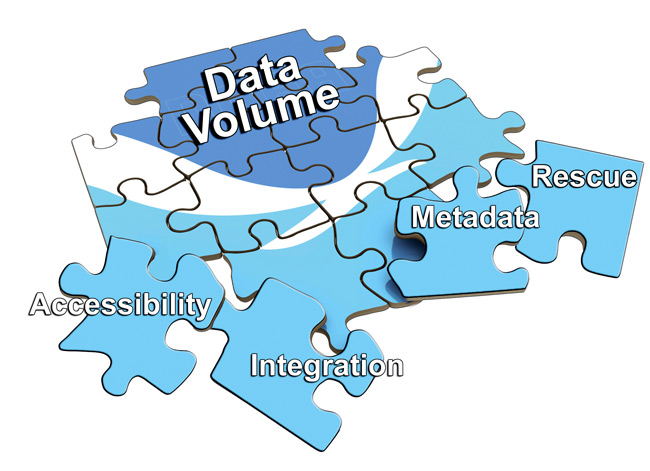 Data
Volume
Rescue
Metadata
Accessibility
Integration